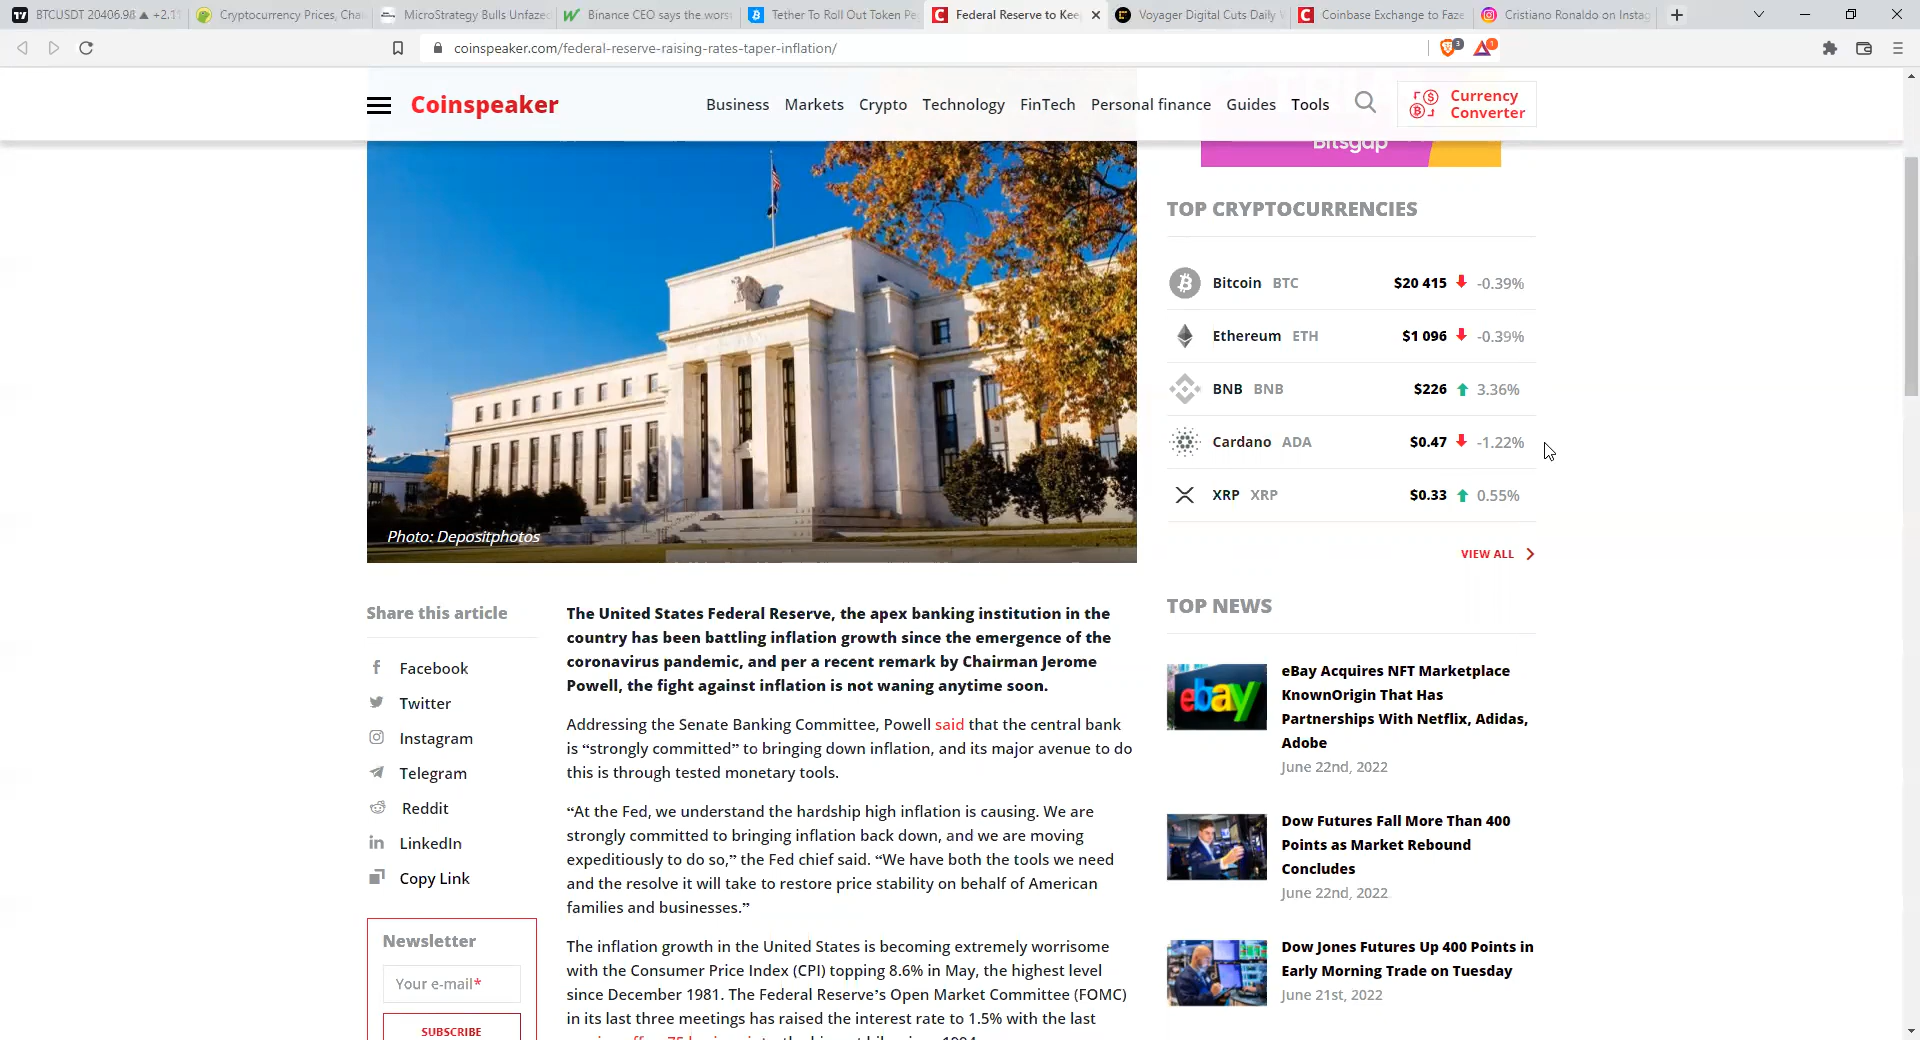 BTCUSDT 20406.98 ▲ +2.1
Cryptocurrency Prices, Cha
MicroStrategy Bulls Unfaze
Binance CEO says the wors
Tether To Roll Out Token Pe
Federal Reserve to Kee
Voyager Digital Cuts Daily
Coinbase Exchange to Faze
Cristiano Ronaldo on Instag
coinspeaker.com/federal-reserve-raising-rates-taper-inflation/
3
1
Coinspeaker
Business Markets Crypto Technology FinTech Personal finance Guides Tools
Currency
Converter
Bitsgap
Photo: Depositphotos
TOP CRYPTOCURRENCIES
Bitcoin BTC $20 415 -0.39%
Ethereum ETH $1 096 -0.39%
BNB BNB $226 3.36%
Cardano ADA $0.47 -1.22%
XRP XRP $0.33 0.55%
VIEW ALL
Share this article
Facebook
Twitter
Instagram
Telegram
Reddit
LinkedIn
Copy Link
Newsletter
Your e-mail*
SUBSCRIBE
The United States Federal Reserve, the apex banking institution in the
country has been battling inflation growth since the emergence of the
coronavirus pandemic, and per a recent remark by Chairman Jerome
Powell, the fight against inflation is not waning anytime soon.
Addressing the Senate Banking Committee, Powell said that the central bank
is “strongly committed” to bringing down inflation, and its major avenue to do
this is through tested monetary tools.
“At the Fed, we understand the hardship high inflation is causing. We are
strongly committed to bringing inflation back down, and we are moving
expeditiously to do so,” the Fed chief said. “We have both the tools we need
and the resolve it will take to restore price stability on behalf of American
families and businesses.”
The inflation growth in the United States is becoming extremely worrisome
with the Consumer Price Index (CPI) topping 8.6% in May, the highest level
since December 1981. The Federal Reserve’s Open Market Committee (FOMC)
in its last three meetings has raised the interest rate to 1.5% with the last
TOP NEWS
eBay Acquires NFT Marketplace
KnownOrigin That Has
Partnerships With Netflix, Adidas,
Adobe
June 22nd, 2022
ebay
Dow Futures Fall More Than 400
Points as Market Rebound
Concludes
June 22nd, 2022
Dow Jones Futures Up 400 Points in
Early Morning Trade on Tuesday
June 21st, 2022